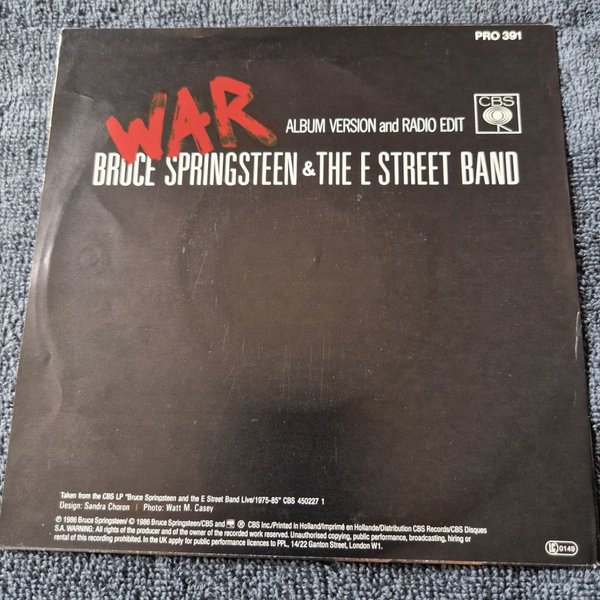 PRO 391
WAR
ALBUM VERSION and RADIO EDIT
CBS
BRUCE SPRINGSTEEN & THE E STREET BAND
Taken from the CBS LP "Bruce Springsteen and the E Street Band Live/1975-85" CBS 450227 1
Design: Sandra Choron | Photo: Watt M. Casey
℗ 1986 Bruce Springsteen/ © 1986 Bruce Springsteen/CBS and ® CBS Inc./Printed in Holland/Imprimé en Hollande/Distribution CBS Records/CBS Disques
S.A. WARNING: All rights of the producer and of the owner of the recorded work reserved. Unauthorised copying, public performance, broadcasting, hiring or
rental of this recording prohibited. In the UK apply for public performance licences to PPL, 14/22 Ganton Street, London W1.
LC 0149